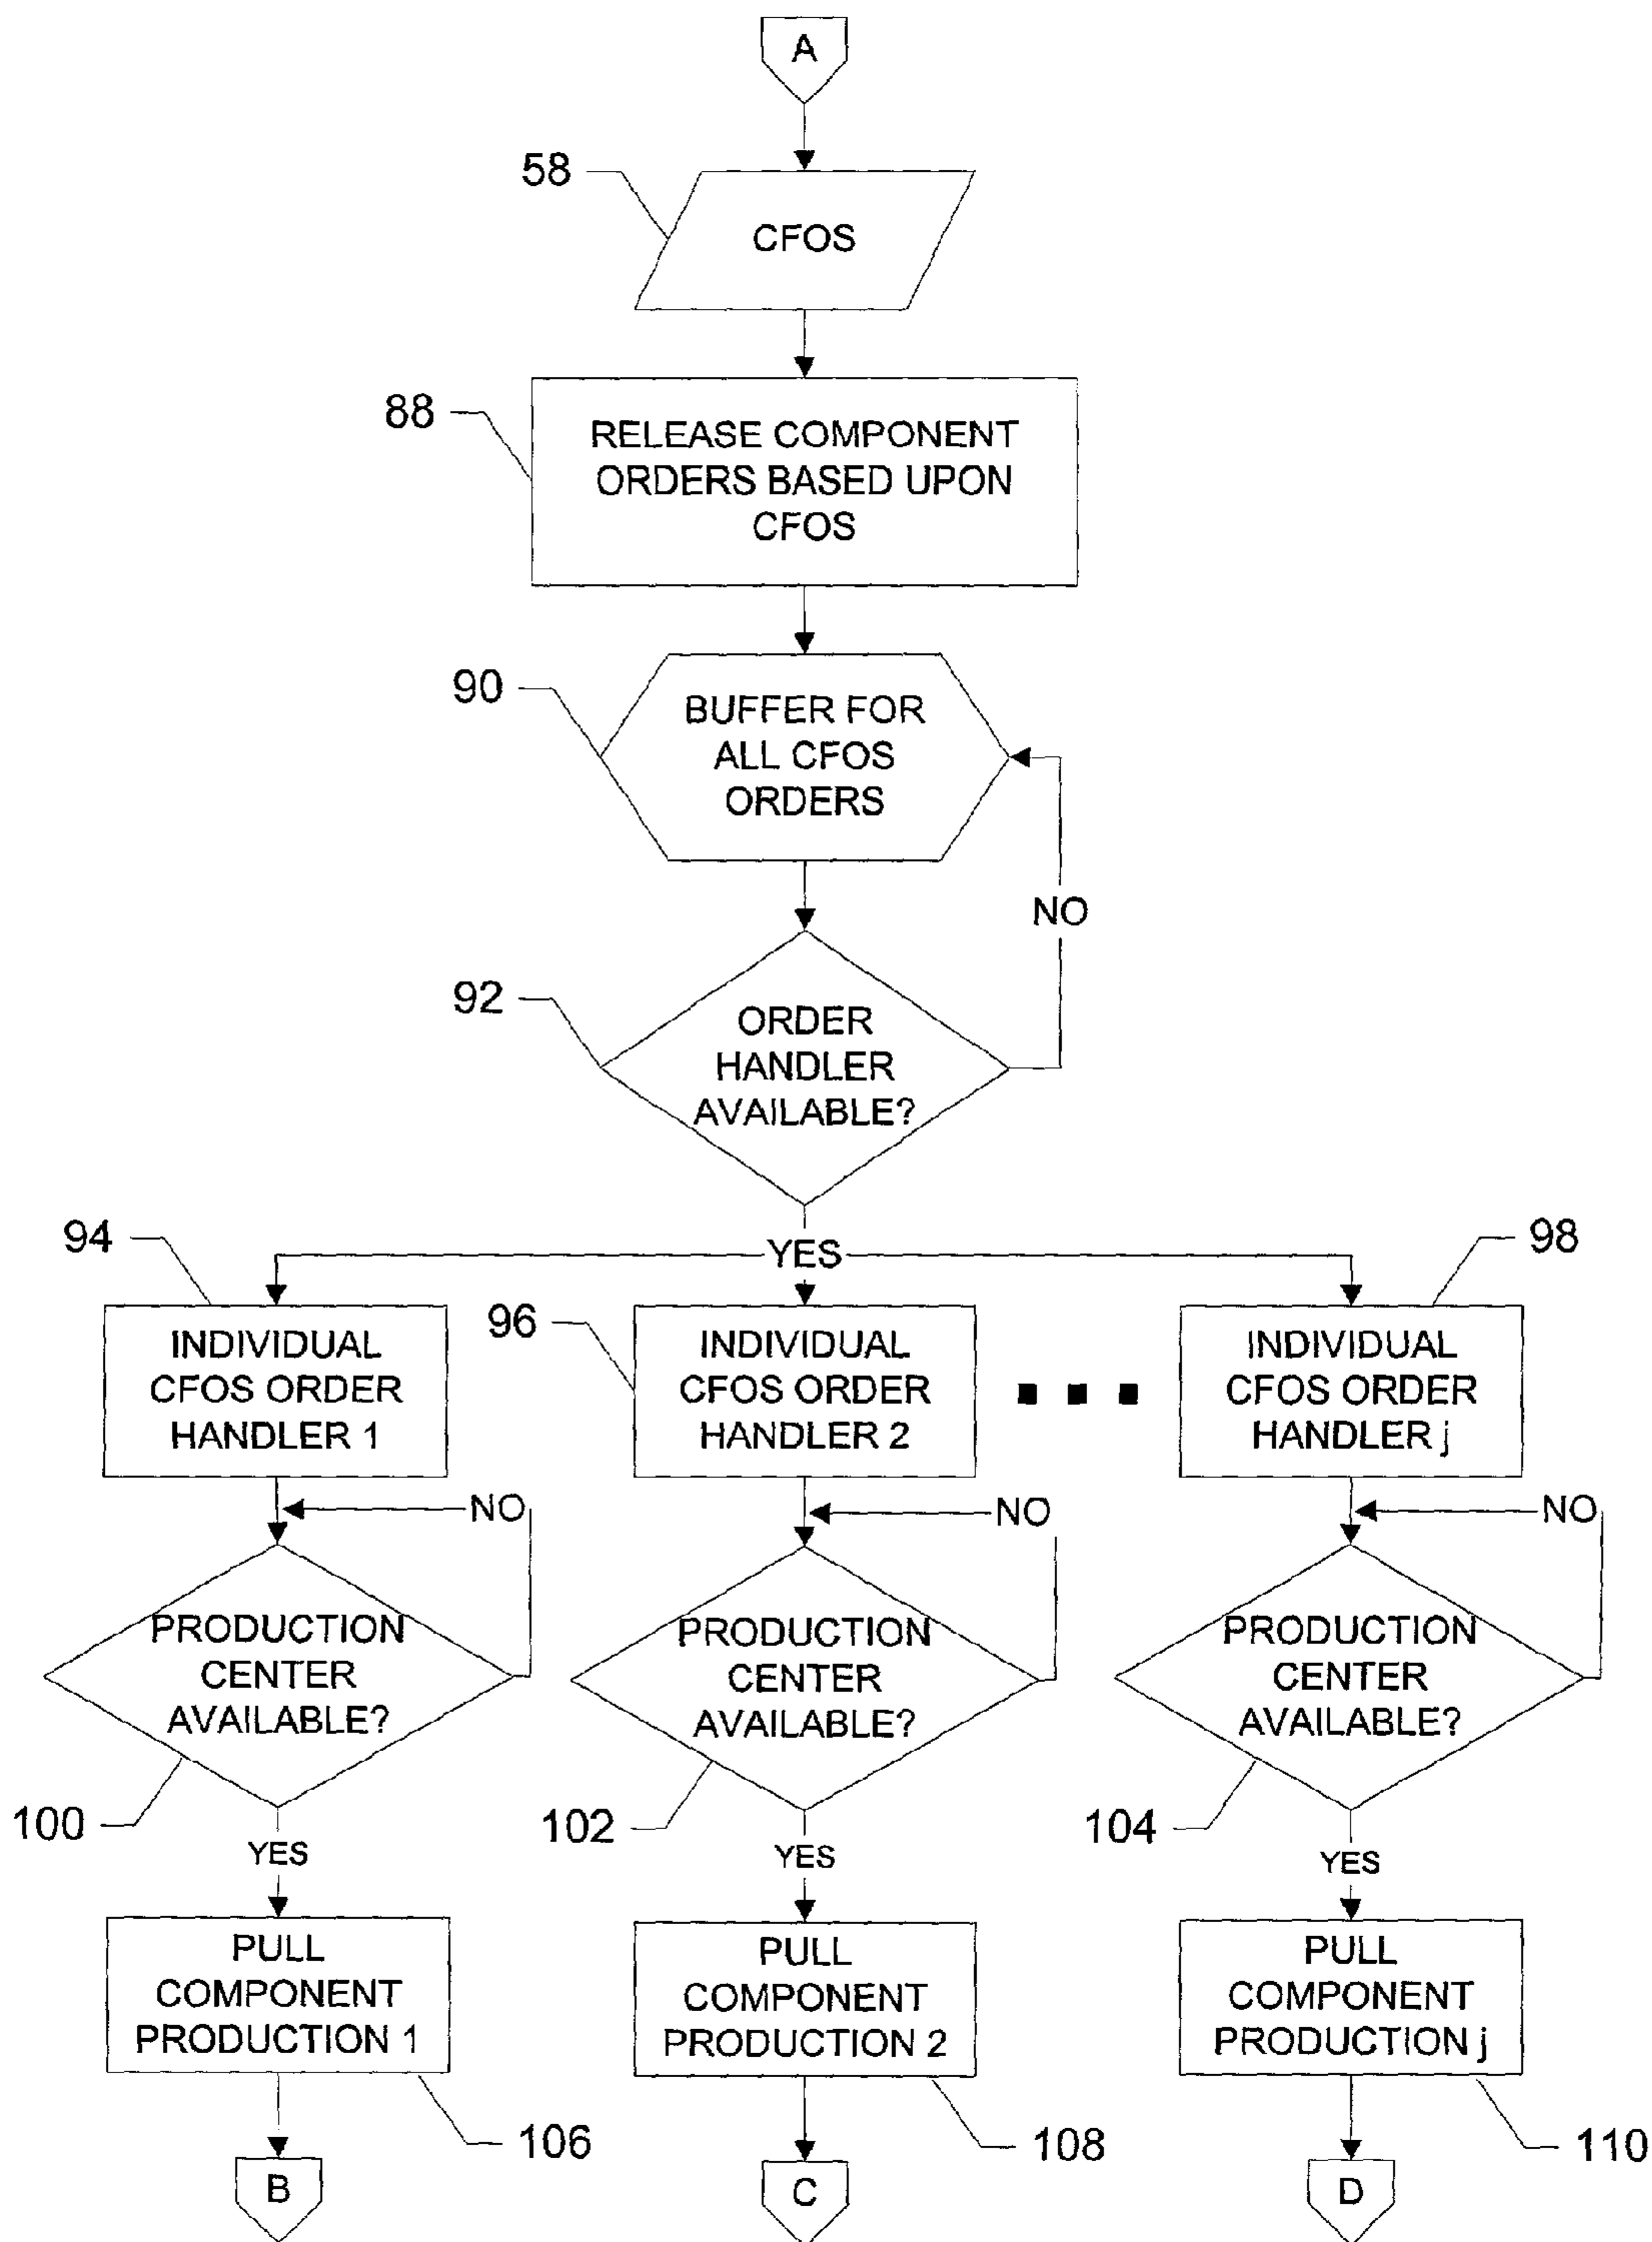 A
58
CFOS
88
RELEASE COMPONENT
ORDERS BASED UPON
CFOS
90
BUFFER FOR
ALL CFOS
ORDERS
NO
92
ORDER
HANDLER
AVAILABLE?
YES
94
INDIVIDUAL
CFOS ORDER
HANDLER 1
96
INDIVIDUAL
CFOS ORDER
HANDLER 2
98
INDIVIDUAL
CFOS ORDER
HANDLER j
NO
NO
NO
PRODUCTION
CENTER
AVAILABLE?
100
PRODUCTION
CENTER
AVAILABLE?
102
PRODUCTION
CENTER
AVAILABLE?
104
YES
YES
YES
PULL
COMPONENT
PRODUCTION 1
106
PULL
COMPONENT
PRODUCTION 2
108
PULL
COMPONENT
PRODUCTION j
110
B
C
D